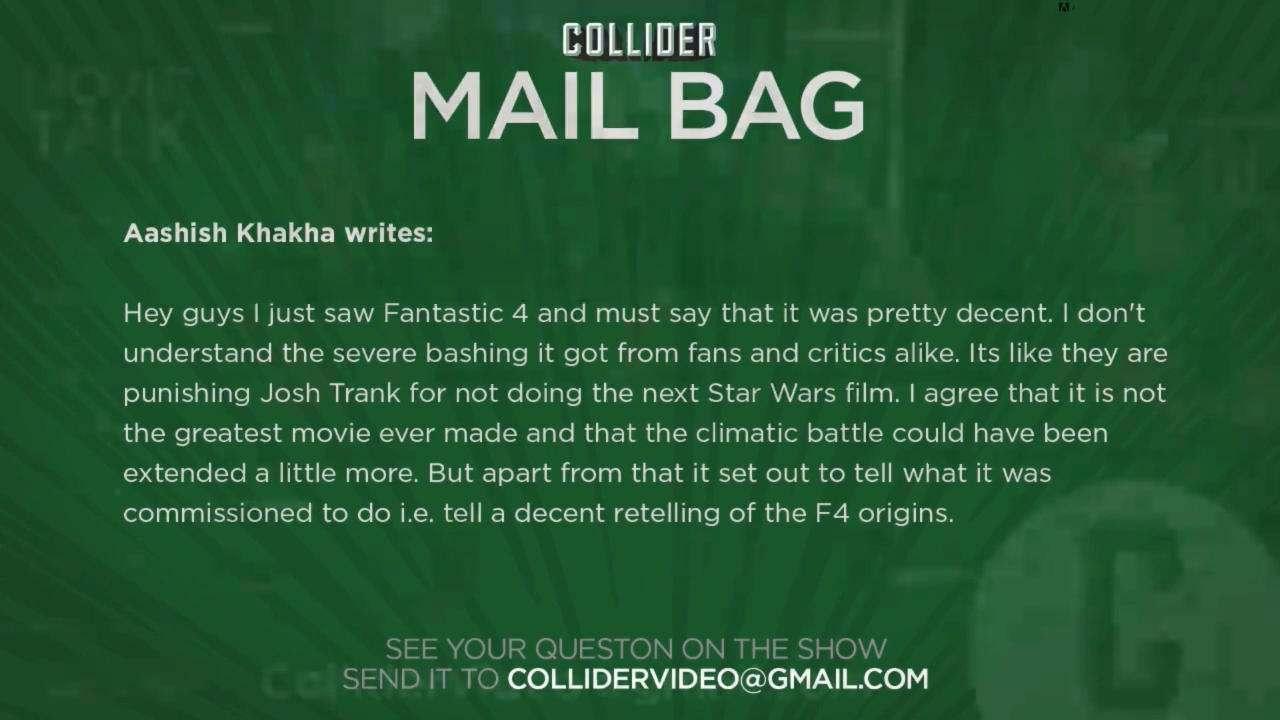 COLLIDER
MAIL BAG
MOVIE
TALK
Aashish Khakha writes:
Hey guys I just saw Fantastic 4 and must say that it was pretty decent. I don't
understand the severe bashing it got from fans and critics alike. Its like they are
punishing Josh Trank for not doing the next Star Wars film. I agree that it is not
the greatest movie ever made and that the climatic battle could have been
extended a little more. But apart from that it set out to tell what it was
commissioned to do i.e. tell a decent retelling of the F4 origins.
SEE YOUR QUESTON ON THE SHOW
SEND IT TO COLLIDERVIDEO@GMAIL.COM
C